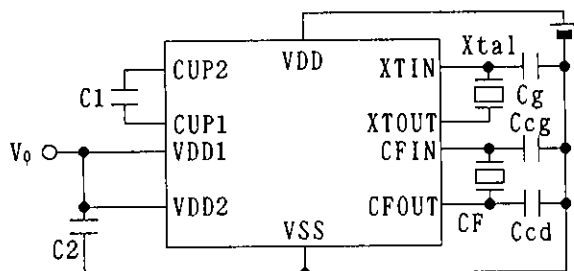 VDD
Xtal
CUP2
XTIN
C1
Cg
CUP1
XTOUT
Ccg
V₀
VDD1
CFIN
VDD2
CFOUT
CF
C2
VSS
Ccd